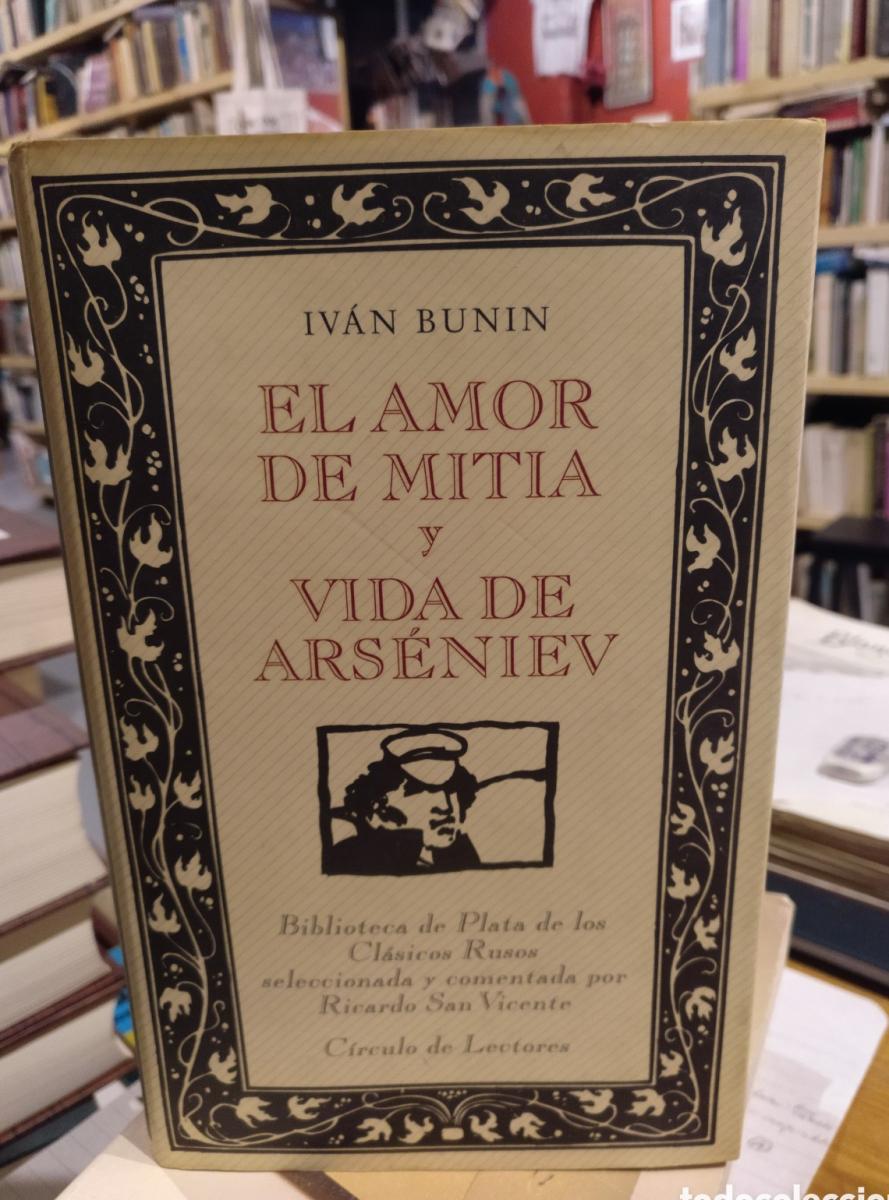 IVÁN BUNIN
EL AMOR
DE MITIA
y
VIDA DE
ARSÉNIEV
Biblioteca de Plata de los
Clásicos Rusos
seleccionada y comentada por
Ricardo San Vicente
Círculo de Lectores